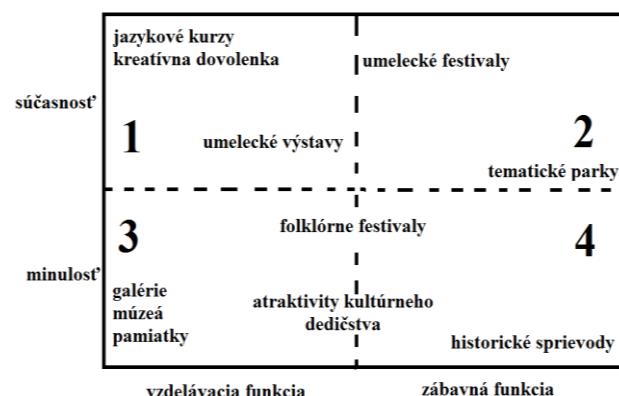 jazykové kurzy
kreatívna dovolenka
umelecké festivaly
súčasnosť
1
umelecké výstavy
2
tematické parky
3
folklórne festivaly
4
minulosť
galérie
múzeá
pamiatky
atraktivity kultúrneho
dedičstva
historické sprievody
vzdelávacia funkcia
zábavná funkcia